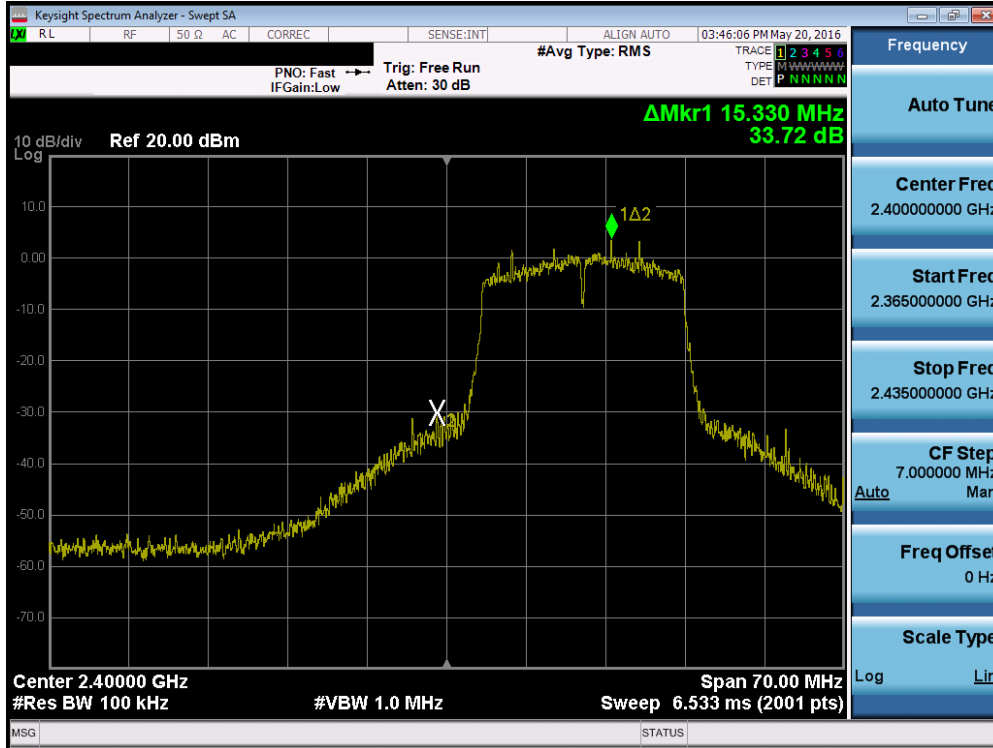 Keysight Spectrum Analyzer - Swept SA
LXI RL RF 50 Ω AC CORREC SENSE:INT ALIGN AUTO 03:46:06 PM May 20, 2016
#Avg Type: RMS
TRACE 1 2 3 4 5 6
TYPE M WWWWW
DET P N N N N N
PNO: Fast
IFGain:Low
Trig: Free Run
Atten: 30 dB
ΔMkr1 15.330 MHz
33.72 dB
10 dB/div
Log
Ref 20.00 dBm
10.0
0.00
-10.0
-20.0
-30.0
-40.0
-50.0
-60.0
-70.0
1Δ2
X2
Center 2.40000 GHz
#Res BW 100 kHz
#VBW 1.0 MHz
Span 70.00 MHz
Sweep 6.533 ms (2001 pts)
MSG
STATUS
Frequency
Auto Tune
Center Freq
2.400000000 GHz
Start Freq
2.365000000 GHz
Stop Freq
2.435000000 GHz
CF Step
7.000000 MHz
Auto Man
Freq Offset
0 Hz
Scale Type
Log Lin